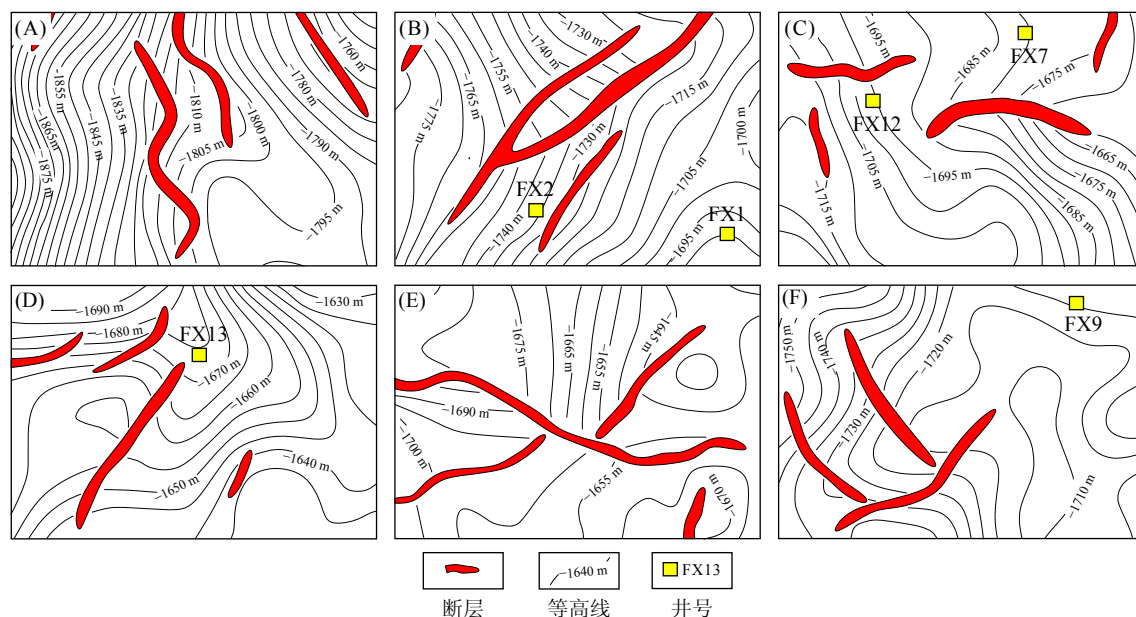 (A)
−1760 m
−1780 m
−1790 m
−1795 m
−1800 m
−1805 m
−1810 m
−1835 m
−1845 m
−1855 m
−1865m
−1875 m
(B)
−1730 m
−1740 m
−1755 m
−1765 m
−1775 m
−1715 m
−1700 m
−1730 m
−1705 m
FX2
−1740 m
FX1
−1695 m
(C)
−1695 m
FX7
−1685 m
−1675 m
FX12
−1705 m
−1695 m
−1665 m
−1675 m
−1685 m
−1715 m
(D)
−1690 m
−1630 m
−1680 m
FX13
−1670 m
−1660 m
−1640 m
−1650 m
(E)
−1675 m
−1665 m
−1655 m
−1645 m
−1690 m
−1700 m
−1655 m
−1670 m
(F)
FX9
−1750 m
−1740 m
−1720 m
−1730 m
−1710 m
−1640 m
FX13
断层
等高线
井号